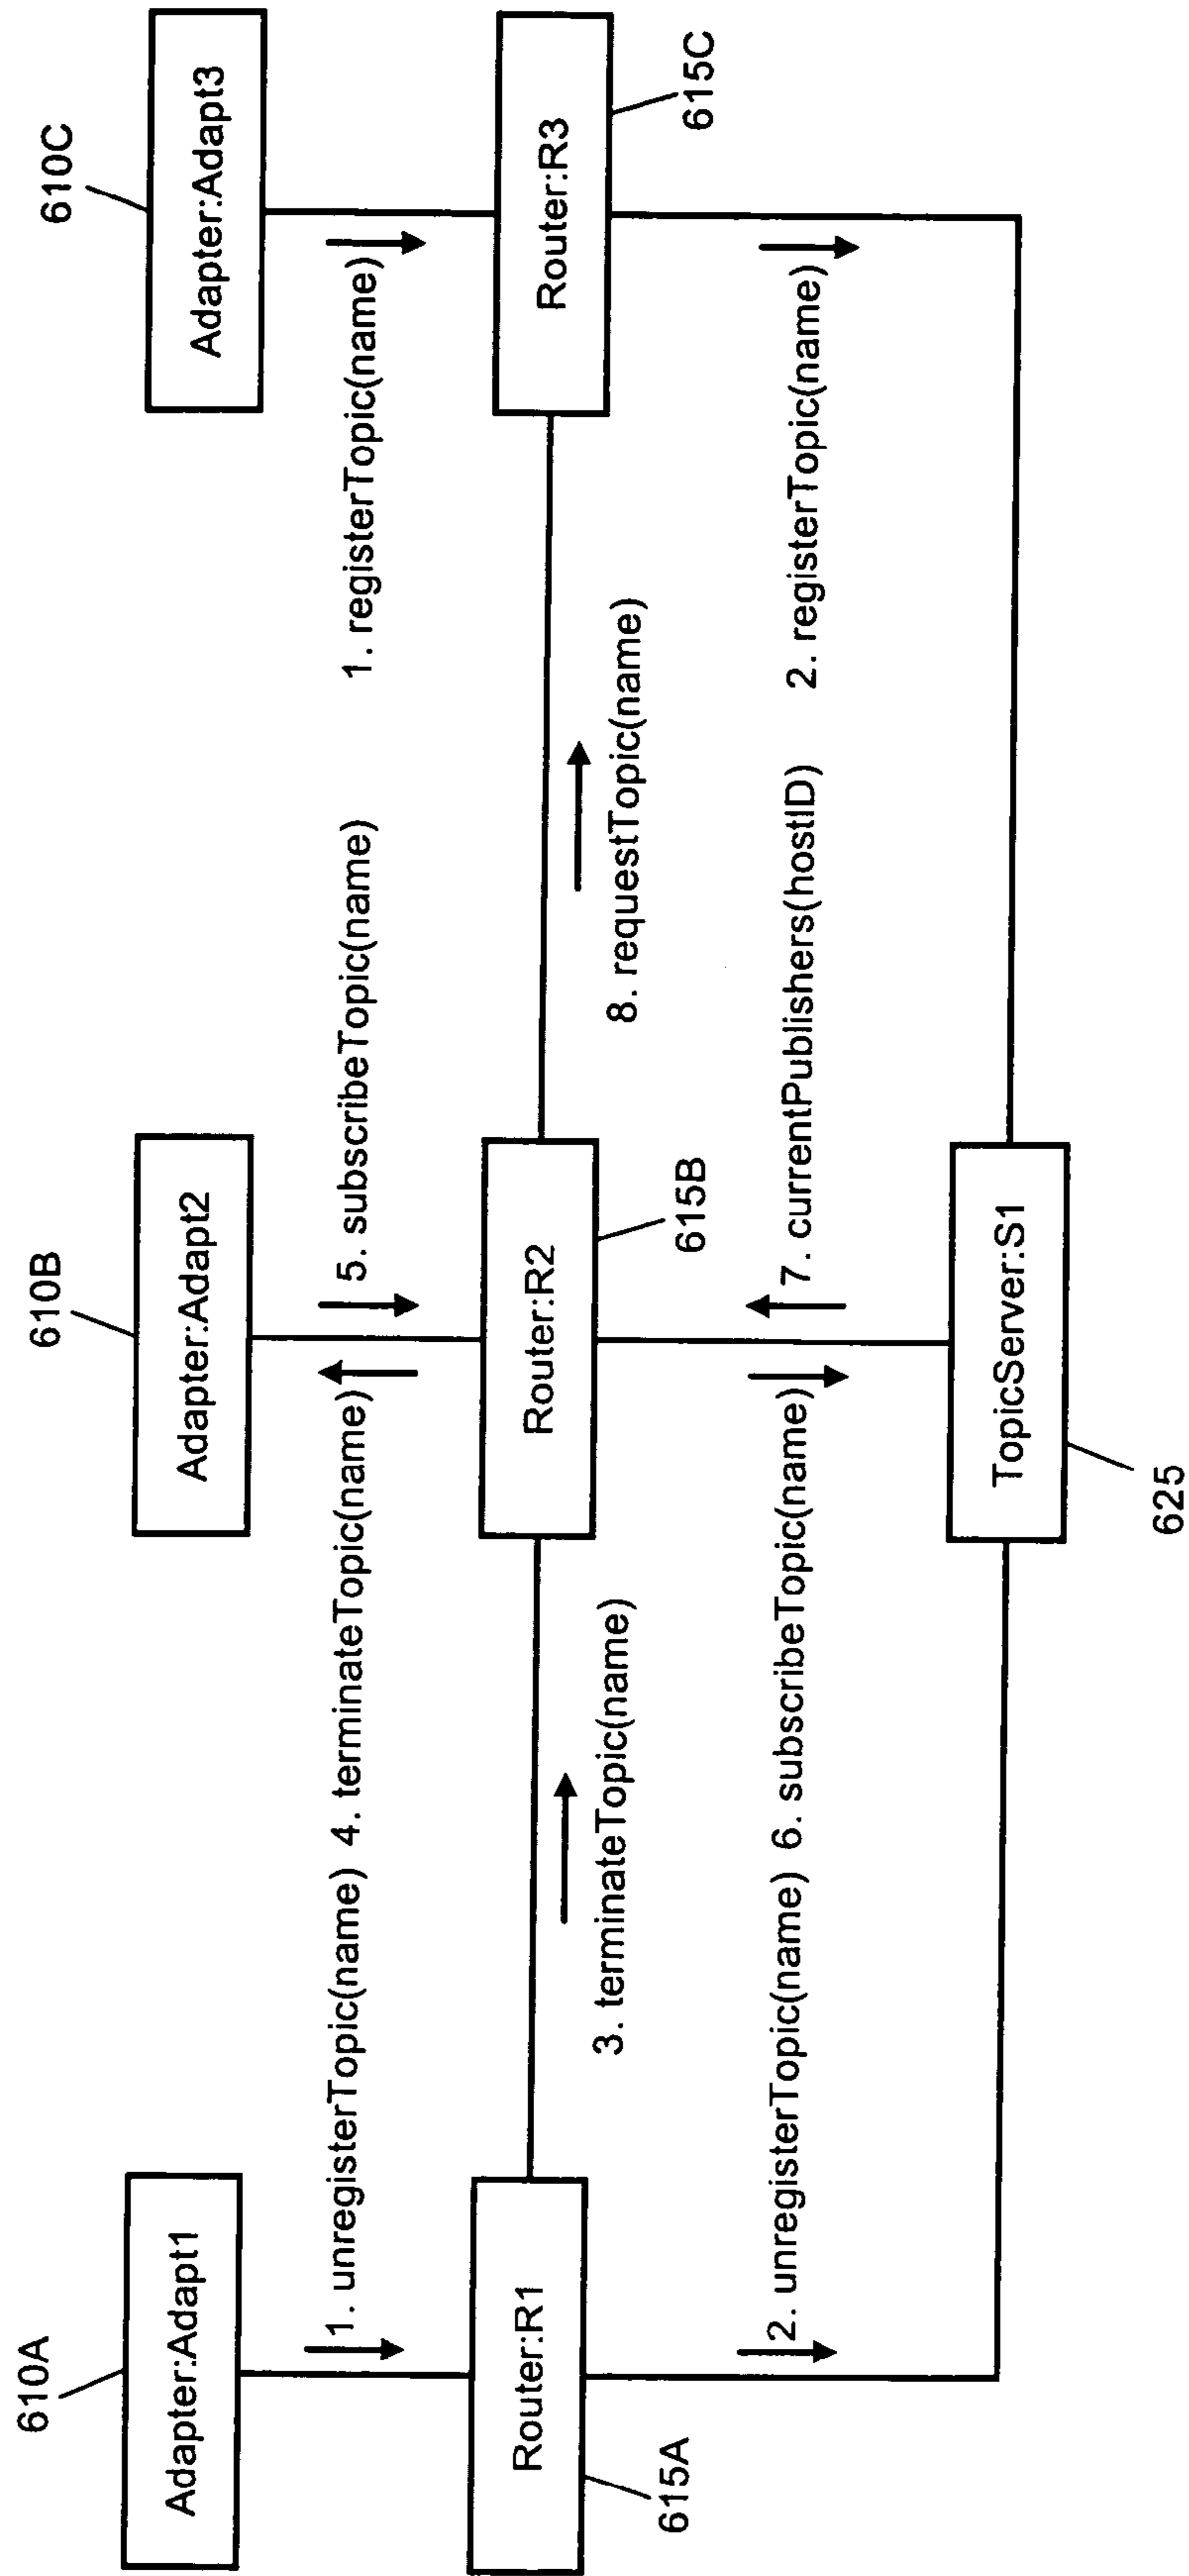 610A
610B
610C
Adapter:Adapt1
Adapter:Adapt2
Adapter:Adapt3
1. unregisterTopic(name) 4. terminateTopic(name)
5. subscribeTopic(name)
1. registerTopic(name)
Router:R1
Router:R2
Router:R3
3. terminateTopic(name)
8. requestTopic(name)
615A
615B
615C
2. unregisterTopic(name) 6. subscribeTopic(name)
7. currentPublishers(hostID)
2. registerTopic(name)
TopicServer:S1
625